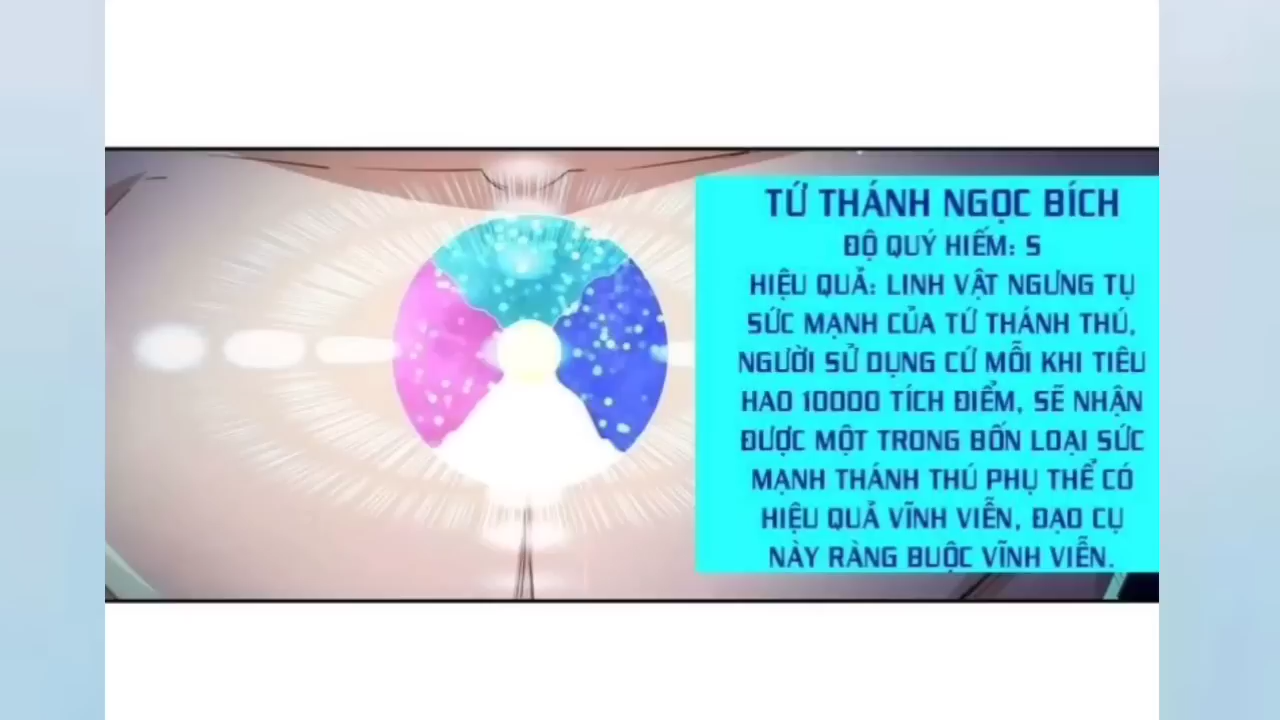 TỨ THÁNH NGỌC BÍCH
ĐỘ QUÝ HIẾM: S
HIỆU QUẢ: LINH VẬT NGƯNG TỤ
SỨC MẠNH CỦA TỨ THÁNH THÚ,
NGƯỜI SỬ DỤNG CỨ MỖI KHI TIÊU
HAO 10000 TÍCH ĐIỂM, SẼ NHẬN
ĐƯỢC MỘT TRONG BỐN LOẠI SỨC
MẠNH THÁNH THÚ PHỤ THỂ CÓ
HIỆU QUẢ VĨNH VIỄN, ĐẠO CỤ
NÀY RÀNG BUỘC VĨNH VIỄN.